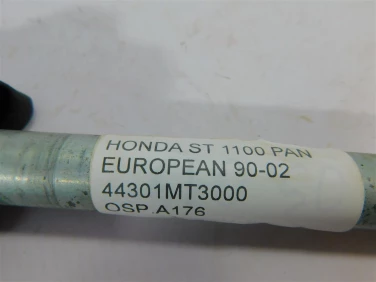 HONDA ST 1100 PAN
EUROPEAN 90-02
44301MT3000
OSP.A176